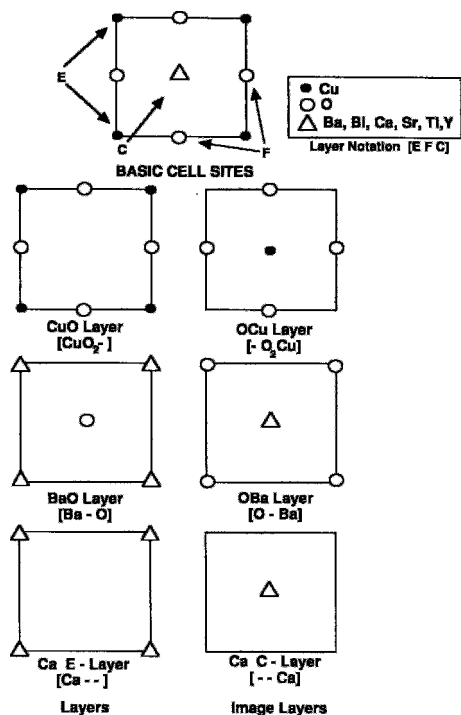 E
C
F
BASIC CELL SITES
Cu
O
Ba, Bi, Ca, Sr, Tl,Y
Layer Notation [E F C]
CuO Layer
[CuO2- ]
OCu Layer
[- O2Cu]
BaO Layer
[Ba - O]
OBa Layer
[O - Ba]
Ca E - Layer
[Ca - - ]
Ca C - Layer
[ - - Ca]
Layers
Image Layers